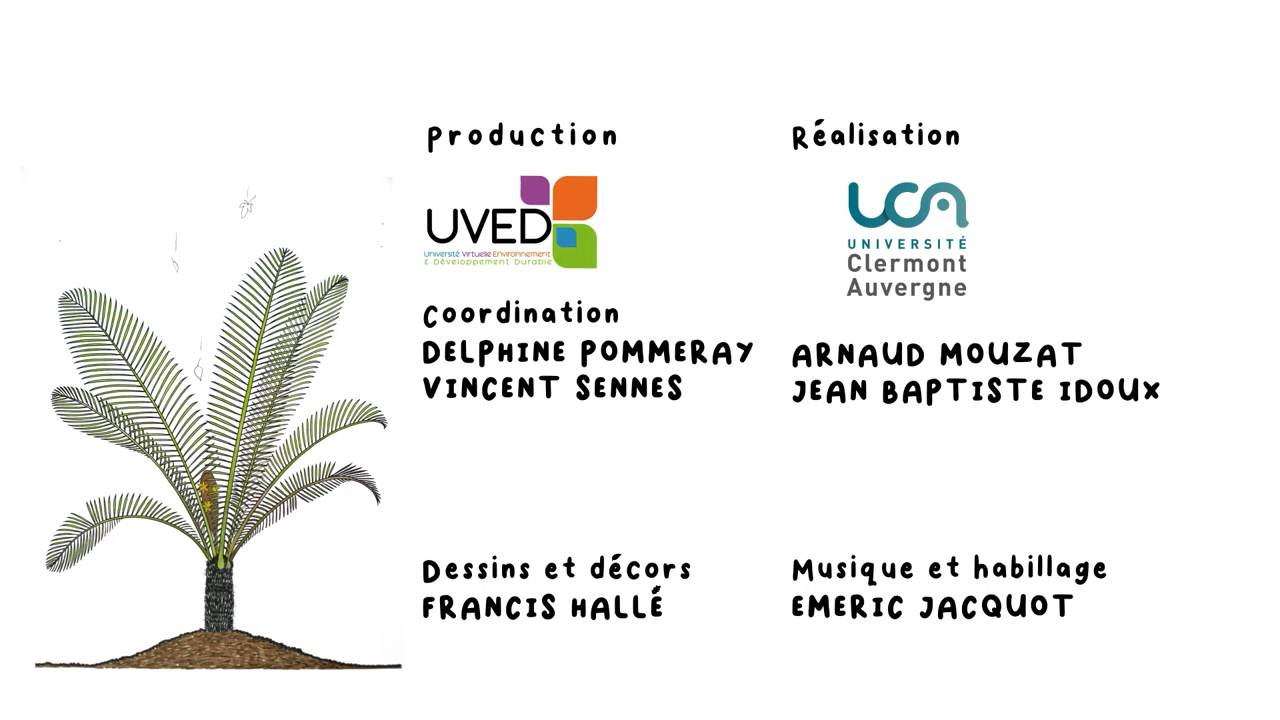 Production
UVED
Université Virtuelle Environnement
& Développement Durable
Coordination
DELPHINE POMMERAY
VINCENT SENNES
Réalisation
UCA
UNIVERSITÉ
Clermont
Auvergne
ARNAUD MOUZAT
JEAN BAPTISTE IDOUX
Dessins et décors
FRANCIS HALLÉ
Musique et habillage
EMERIC JACQUOT